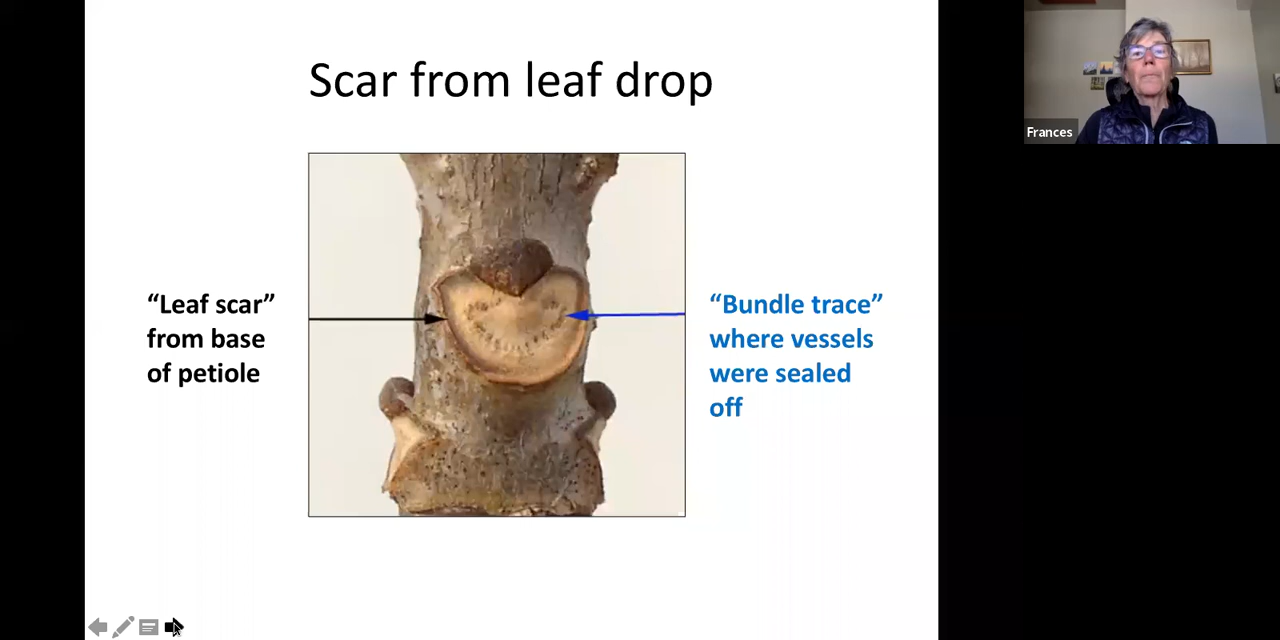 Scar from leaf drop
“Leaf scar”
from base
of petiole
“Bundle trace”
where vessels
were sealed
off
Frances